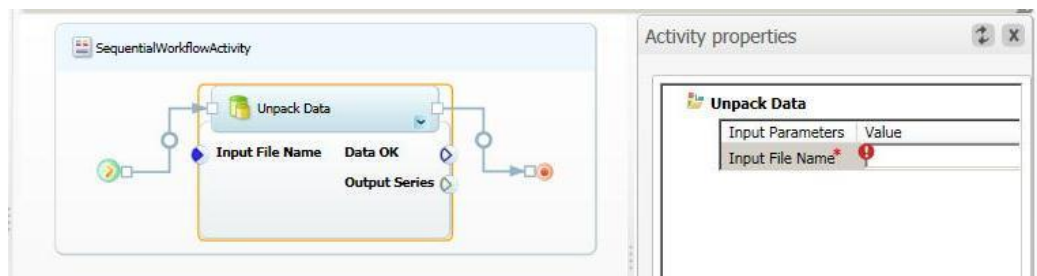 SequentialWorkflowActivity
Unpack Data
Input File Name
Data OK
Output Series
Activity properties
Unpack Data
Input Parameters Value
Input File Name*